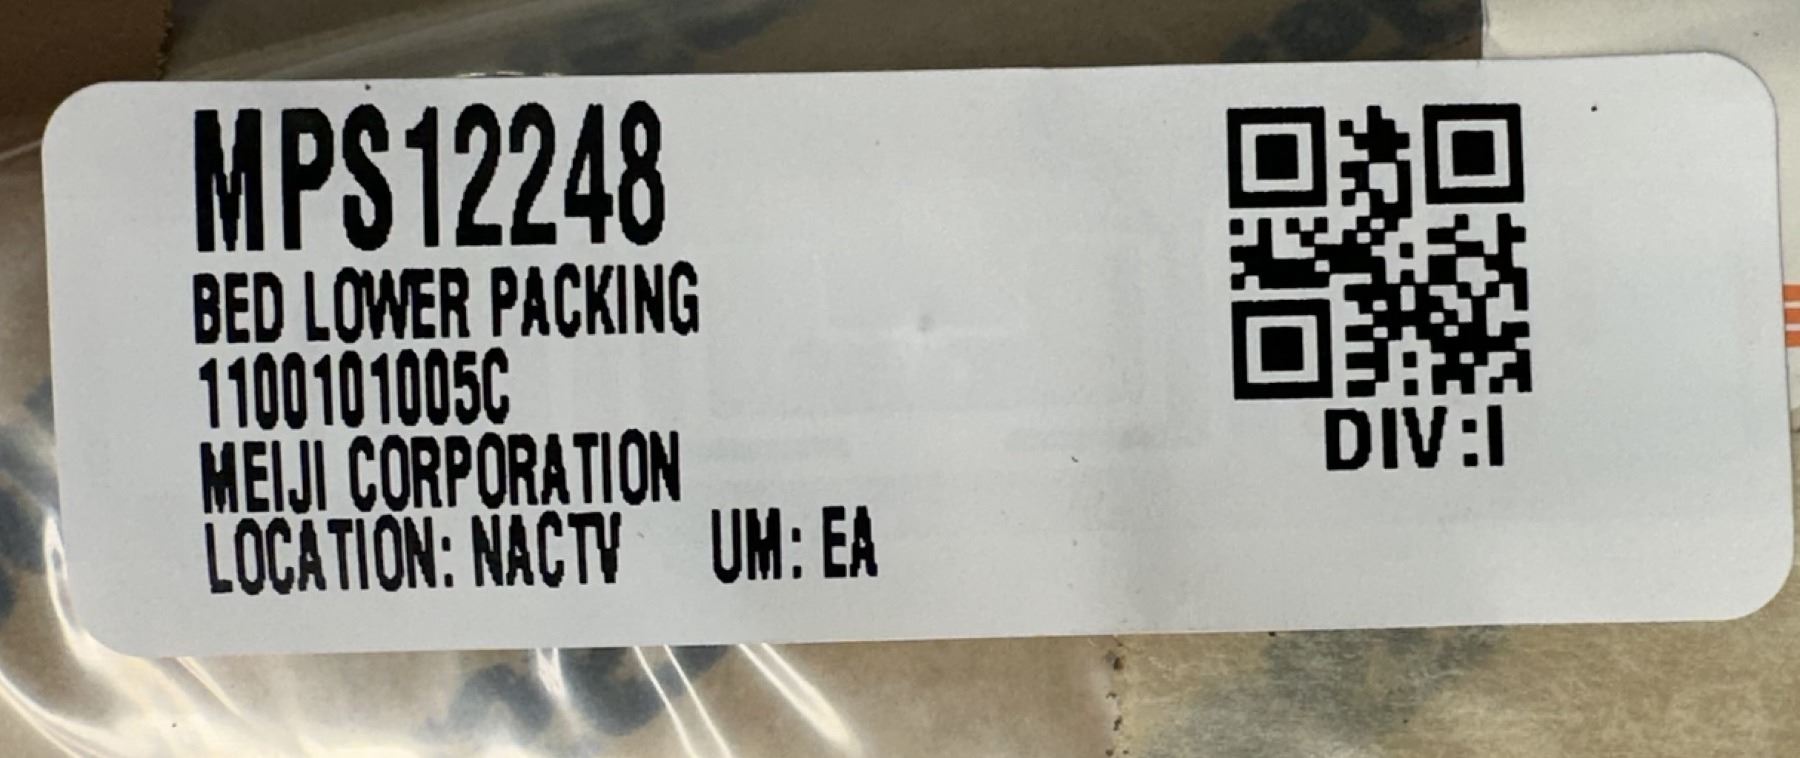 MPS12248
BED LOWER PACKING
1100101005C
MEIJI CORPORATION
LOCATION: NACTV UM: EA
DIV:I